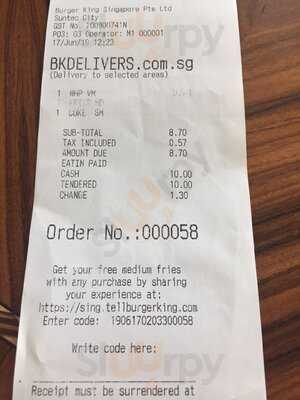 Burger King Singapore Pte Ltd
Suntec City
GST No. 200800741N
POS: 03 Operator: M1 000001
17/Jun/19 12:23
BKDELIVERS.com.sg
(Delivery to selected areas)
1 WHP VM
1
1 COKE SM
SUB-TOTAL 8.70
TAX INCLUDED 0.57
AMOUNT DUE 8.70
EATIN PAID
CASH 10.00
TENDERED 10.00
CHANGE 1.30
Order No.:000058
Get your free medium fries
with any purchase by sharing
your experience at:
https://sing.tellburgerking.com
Enter code: 1906170203300058
Write code here:
Receipt must be surrendered at